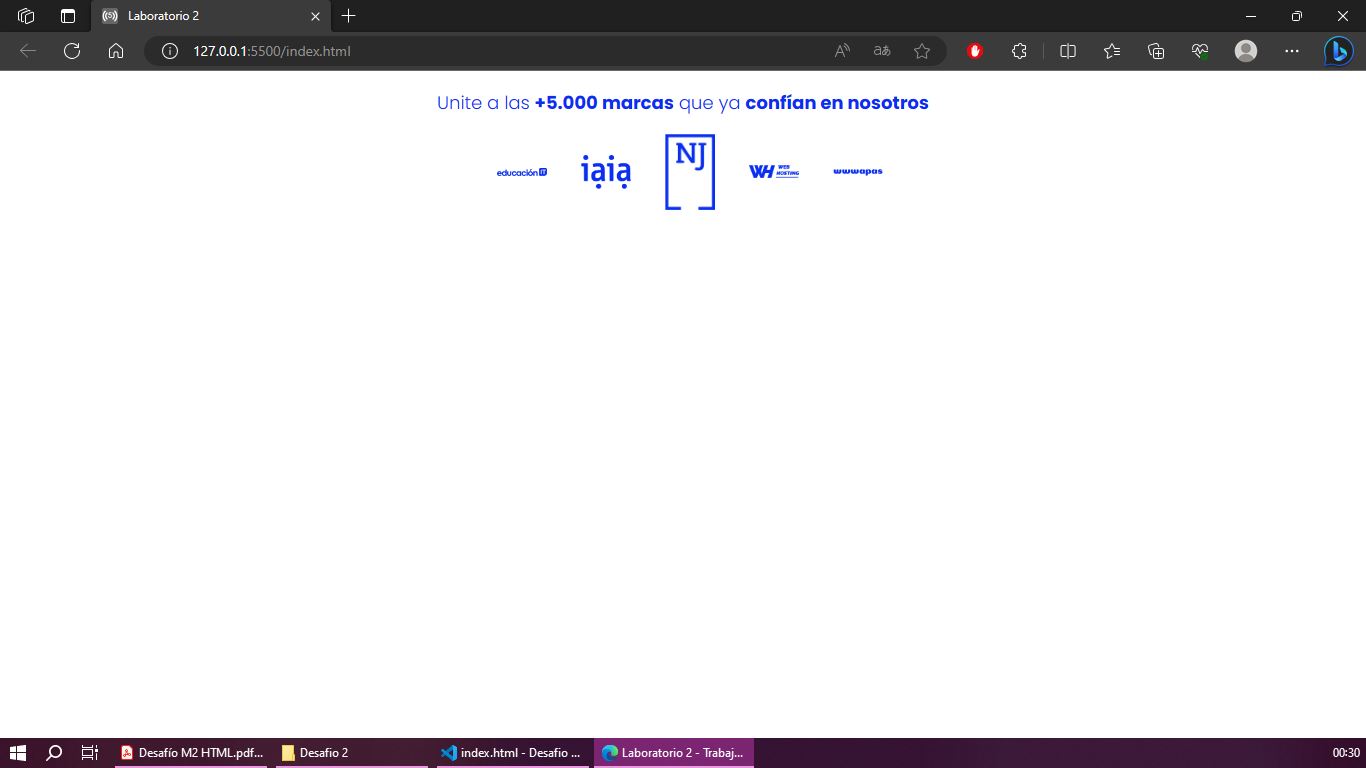 Laboratorio 2
127.0.0.1:5500/index.html
Unite a las +5.000 marcas que ya confían en nosotros
educación IT
iạiạ
NJ
WH WEB HOSTING
wwwapas
Desafío M2 HTML.pdf...
Desafio 2
index.html - Desafio ...
Laboratorio 2 - Trabaj...
00:30